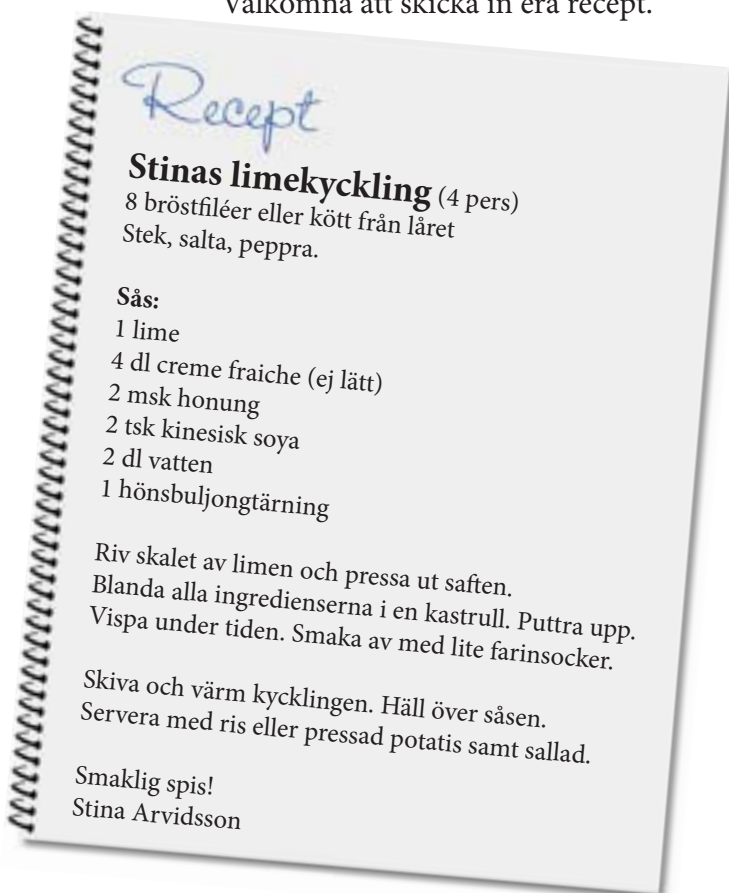 Välkomna att skicka in era recept.
Recept
Stinas limekyckling (4 pers)
8 bröstfiléer eller kött från låret
Stek, salta, peppra.
Sås:
1 lime
4 dl creme fraiche (ej lätt)
2 msk honung
2 tsk kinesisk soya
2 dl vatten
1 hönsbuljongtärning
Riv skalet av limen och pressa ut saften.
Blanda alla ingredienserna i en kastrull. Puttra upp.
Vispa under tiden. Smaka av med lite farinsocker.
Skiva och värm kycklingen. Häll över såsen.
Servera med ris eller pressad potatis samt sallad.
Smaklig spis!
Stina Arvidsson